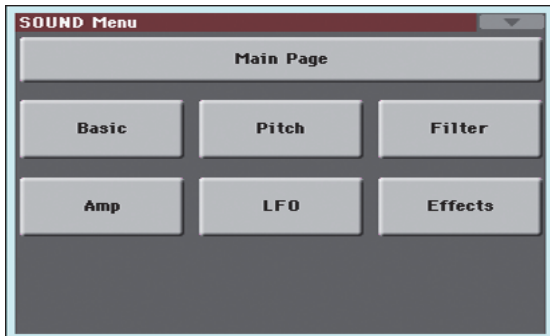 SOUND Menu
Main Page
Basic Pitch Filter
Amp LFO Effects